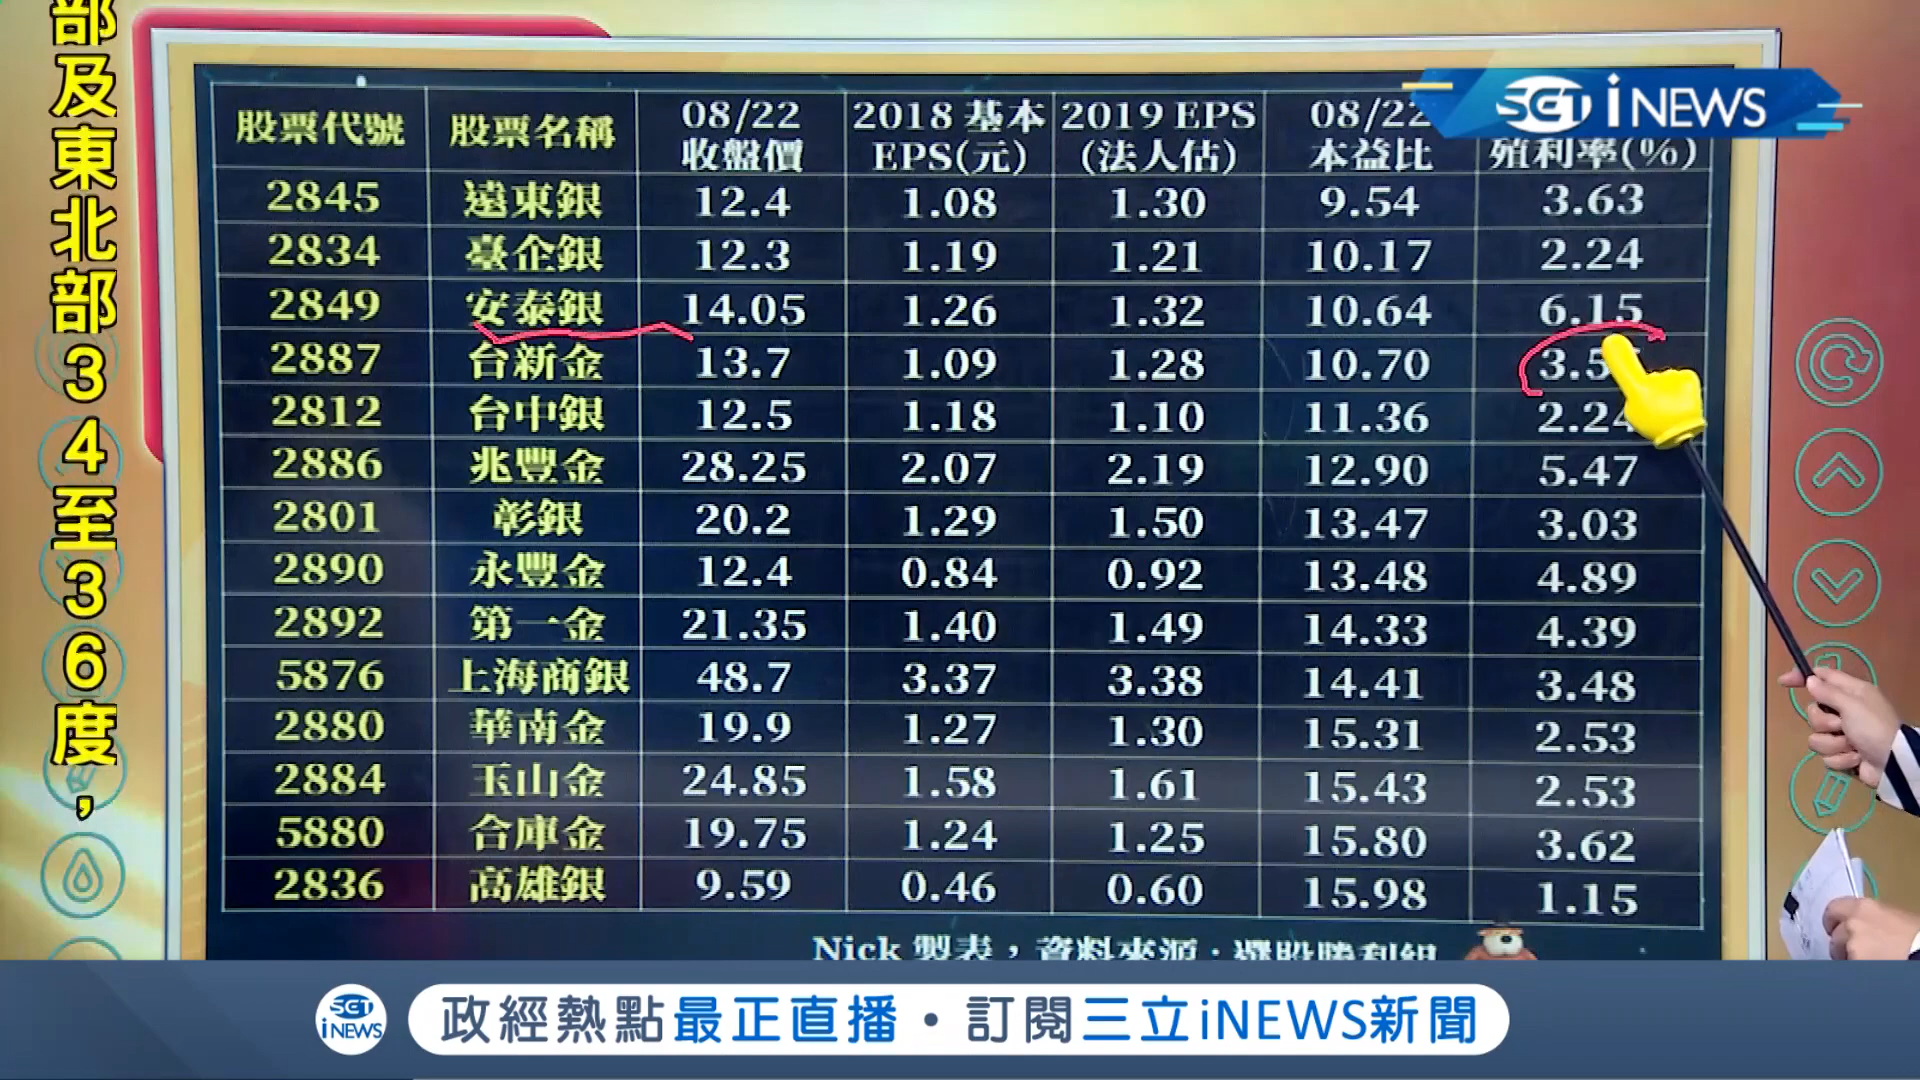 部及東北部34至36度，
SET iNEWS
股票代號 股票名稱 08/22 收盤價 2018 基本 EPS(元) 2019 EPS (法人估) 08/22 本益比 殖利率(%)
2845 遠東銀 12.4 1.08 1.30 9.54 3.63
2834 臺企銀 12.3 1.19 1.21 10.17 2.24
2849 安泰銀 14.05 1.26 1.32 10.64 6.15
2887 台新金 13.7 1.09 1.28 10.70
2812 台中銀 12.5 1.18 1.10 11.36 2.24
2886 兆豐金 28.25 2.07 2.19 12.90 5.47
2801 彰銀 20.2 1.29 1.50 13.47 3.03
2890 永豐金 12.4 0.84 0.92 13.48 4.89
2892 第一金 21.35 1.40 1.49 14.33 4.39
5876 上海商銀 48.7 3.37 3.38 14.41 3.48
2880 華南金 19.9 1.27 1.30 15.31 2.53
2884 玉山金 24.85 1.58 1.61 15.43 2.53
5880 合庫金 19.75 1.24 1.25 15.80 3.62
2836 高雄銀 9.59 0.46 0.60 15.98 1.15
Nick 製表，資料來源：選股勝利組
SET iNEWS
政經熱點最正直播・訂閱三立iNEWS新聞